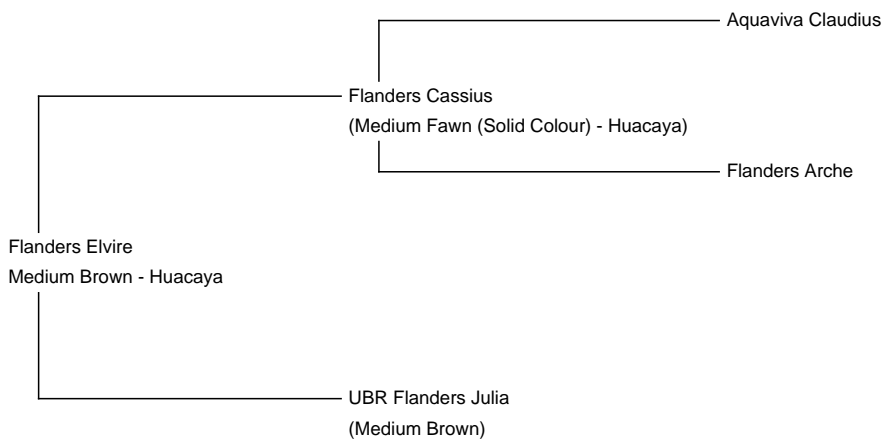 Aquaviva Claudius
Flanders Cassius
(Medium Fawn (Solid Colour) - Huacaya)
Flanders Arche
Flanders Elvire
Medium Brown - Huacaya
UBR Flanders Julia
(Medium Brown)